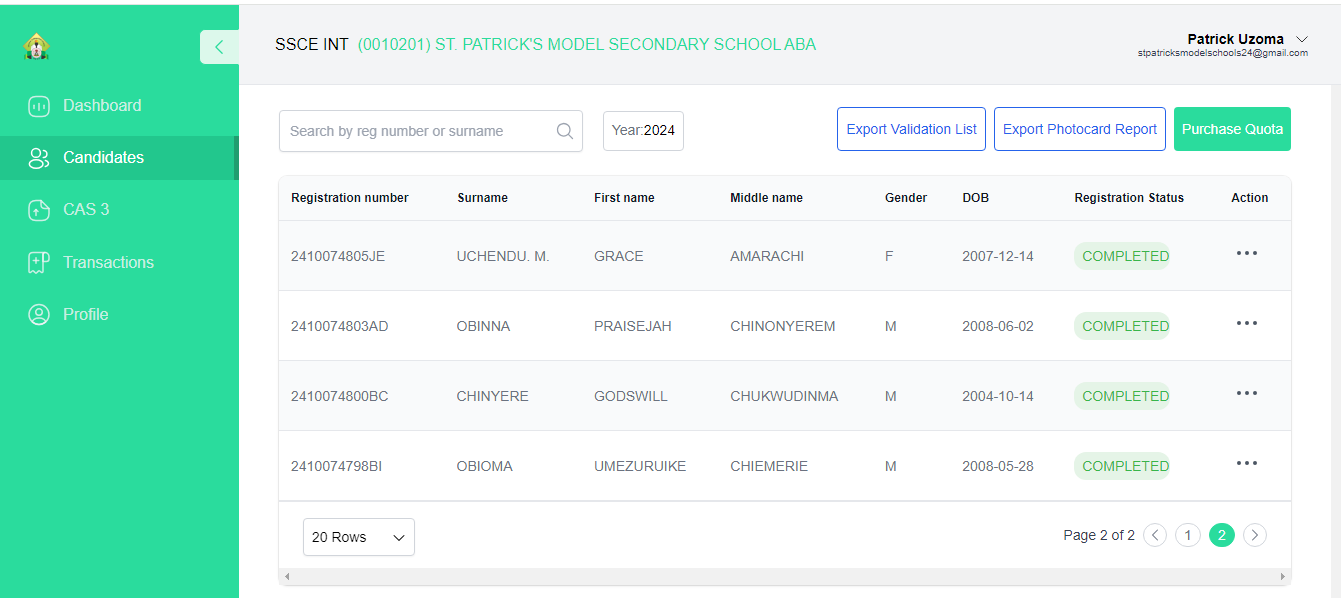 SSCE INT (0010201) ST. PATRICK'S MODEL SECONDARY SCHOOL ABA
Patrick Uzoma
stpatricksmodelschools24@gmail.com
Dashboard
Candidates
CAS 3
Transactions
Profile
Search by reg number or surname
Year:2024
Export Validation List
Export Photocard Report
Purchase Quota
Registration number Surname First name Middle name Gender DOB Registration Status Action
2410074805JE UCHENDU. M. GRACE AMARACHI F 2007-12-14 COMPLETED
2410074803AD OBINNA PRAISEJAH CHINONYEREM M 2008-06-02 COMPLETED
2410074800BC CHINYERE GODSWILL CHUKWUDINMA M 2004-10-14 COMPLETED
2410074798BI OBIOMA UMEZURUIKE CHIEMERIE M 2008-05-28 COMPLETED
20 Rows
Page 2 of 2 1 2